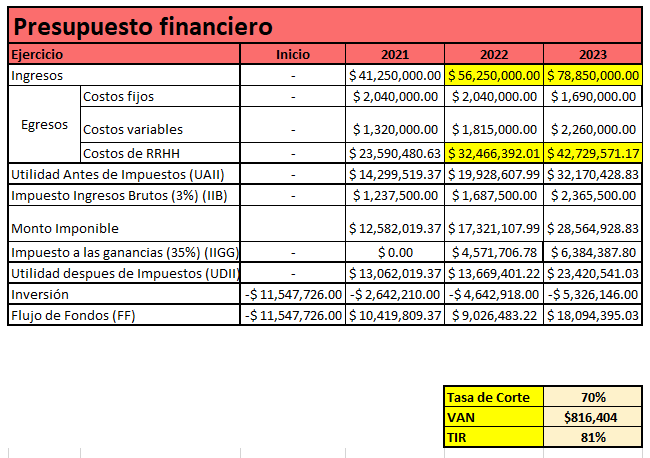 Presupuesto financiero
Ejercicio Inicio 2021 2022 2023
Ingresos - $ 41,250,000.00 $ 56,250,000.00 $ 78,850,000.00
Egresos
Costos fijos - $ 2,040,000.00 $ 2,040,000.00 $ 1,690,000.00
Costos variables - $ 1,320,000.00 $ 1,815,000.00 $ 2,260,000.00
Costos de RRHH - $ 23,590,480.63 $ 32,466,392.01 $ 42,729,571.17
Utilidad Antes de Impuestos (UAII) - $ 14,299,519.37 $ 19,928,607.99 $ 32,170,428.83
Impuesto Ingresos Brutos (3%) (IIB) - $ 1,237,500.00 $ 1,687,500.00 $ 2,365,500.00
Monto Imponible $ 12,582,019.37 $ 17,321,107.99 $ 28,564,928.83
Impuesto a las ganancias (35%) (IIGG) - $ 0.00 $ 4,571,706.78 $ 6,384,387.80
Utilidad despues de Impuestos (UDII) - $ 13,062,019.37 $ 13,669,401.22 $ 23,420,541.03
Inversión -$ 11,547,726.00 -$ 2,642,210.00 -$ 4,642,918.00 -$ 5,326,146.00
Flujo de Fondos (FF) -$ 11,547,726.00 $ 10,419,809.37 $ 9,026,483.22 $ 18,094,395.03
Tasa de Corte 70%
VAN $816,404
TIR 81%